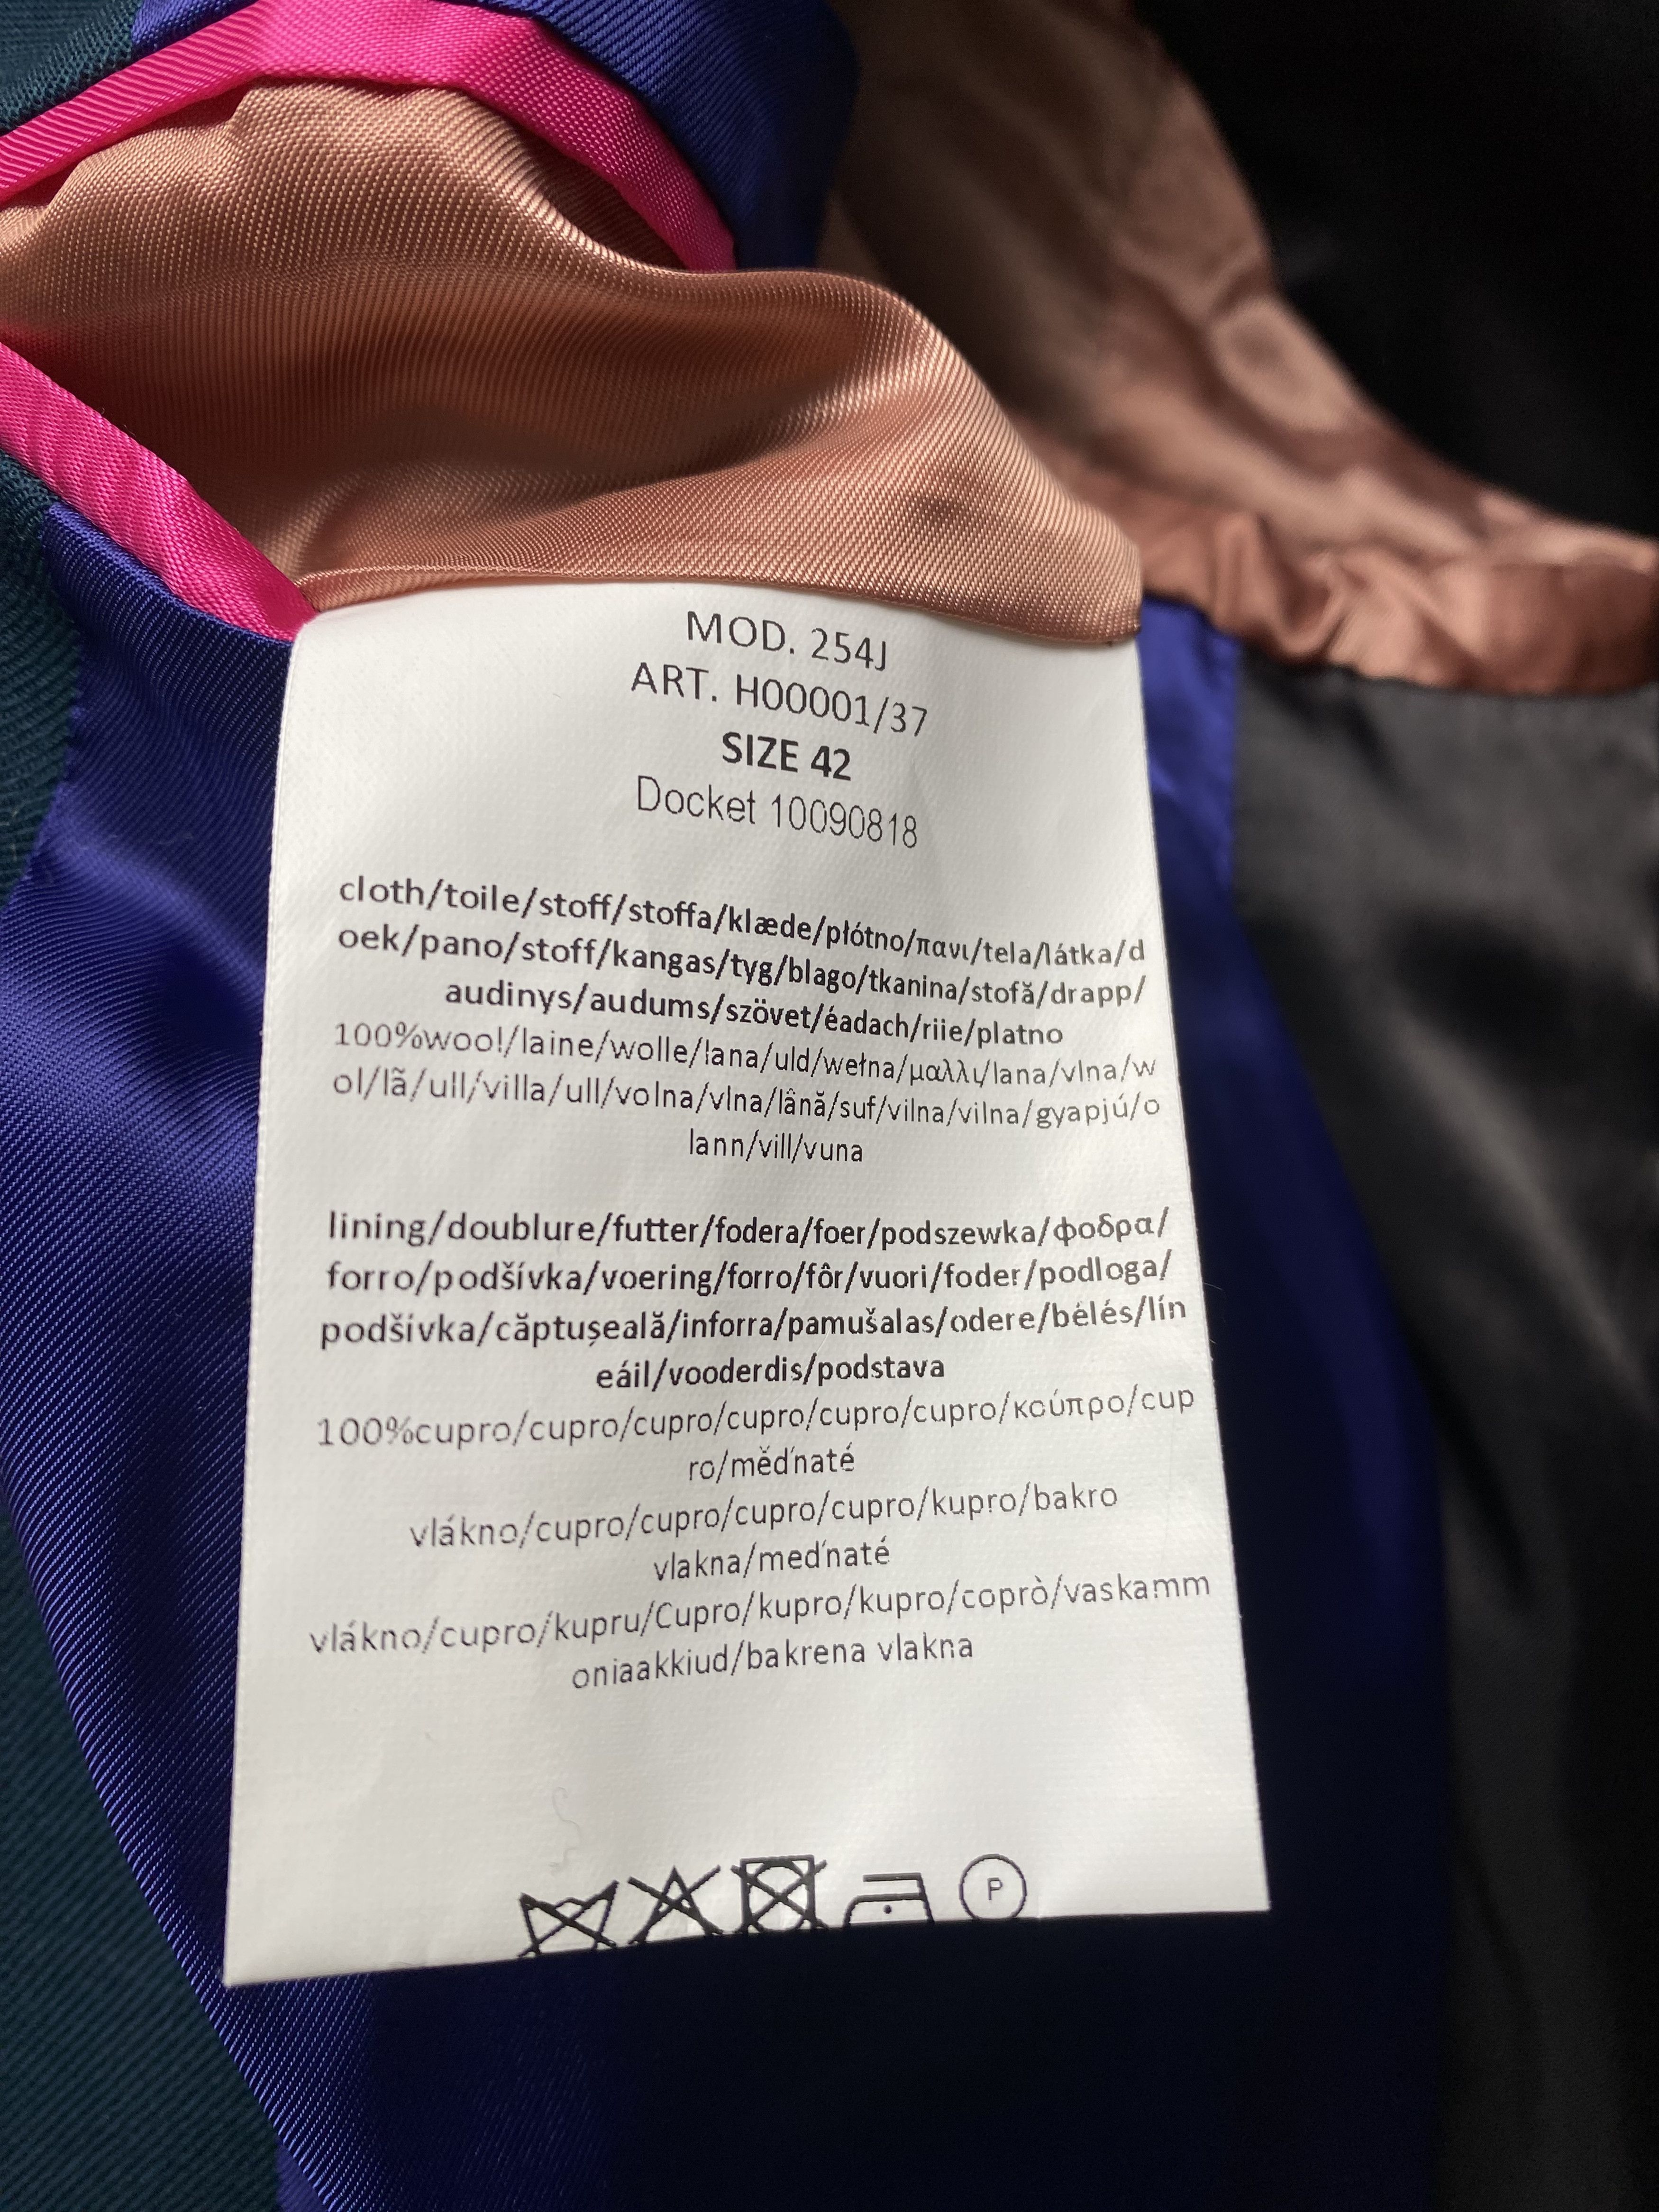 MOD. 254J
ART. H00001/37
SIZE 42
Docket 10090818
cloth/toile/stoff/stoffa/klæde/płótno/πανι/tela/látka/d
oek/pano/stoff/kangas/tyg/blago/tkanina/stofă/drapp/
audinys/audums/szövet/éadach/riie/platno
100%wool/laine/wolle/lana/uld/wełna/μαλλι/lana/vlna/w
ol/lã/ull/villa/ull/volna/vlna/lână/suf/vilna/vilna/gyapjú/o
lann/vill/vuna
lining/doublure/futter/fodera/foer/podszewka/φοδρα/
forro/podšívka/voering/forro/fôr/vuori/foder/podloga/
podšívka/căptușeală/inforra/pamušalas/odere/bélés/lín
eáil/vooderdis/podstava
100%cupro/cupro/cupro/cupro/cupro/cupro/κούπρο/cup
ro/měďnaté
vlákno/cupro/cupro/cupro/kupro/bakro
vlakna/meďnaté
vlákno/cupro/kupru/Cupro/kupro/kupro/coprò/vaskamm
oniaakkiud/bakrena vlakna
P